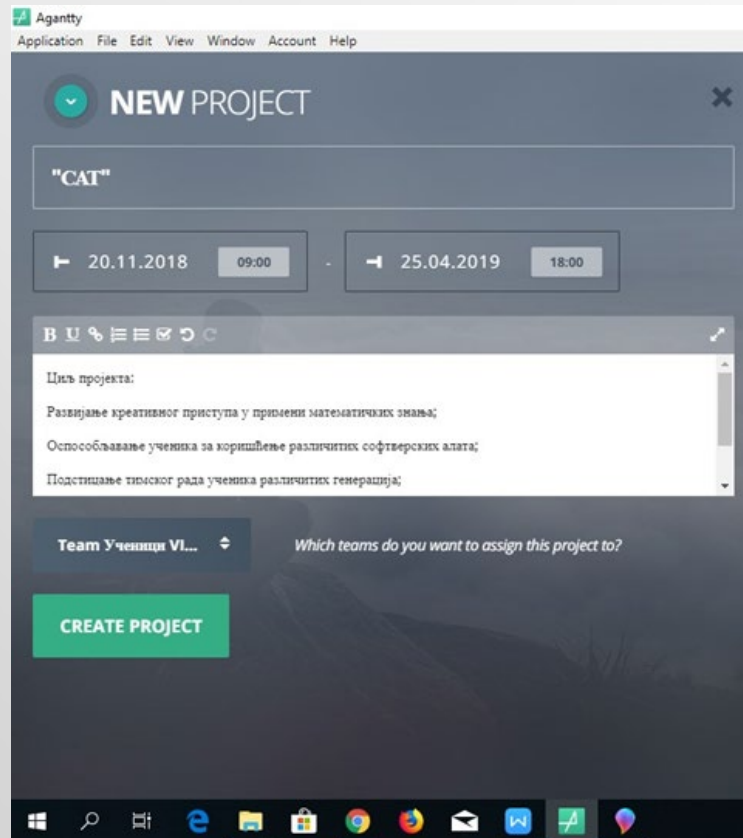 Agantty
Application File Edit View Window Account Help
NEW PROJECT
"САТ"
20.11.2018 09:00 - 25.04.2019 18:00
B U
Циљ пројекта:
Развијање креативног приступа у примени математичких знања;
Оспособљавање ученика за коришћење различитих софтверских алата;
Подстицање тимског рада ученика различитих генерација;
Team Ученици VI... Which teams do you want to assign this project to?
CREATE PROJECT